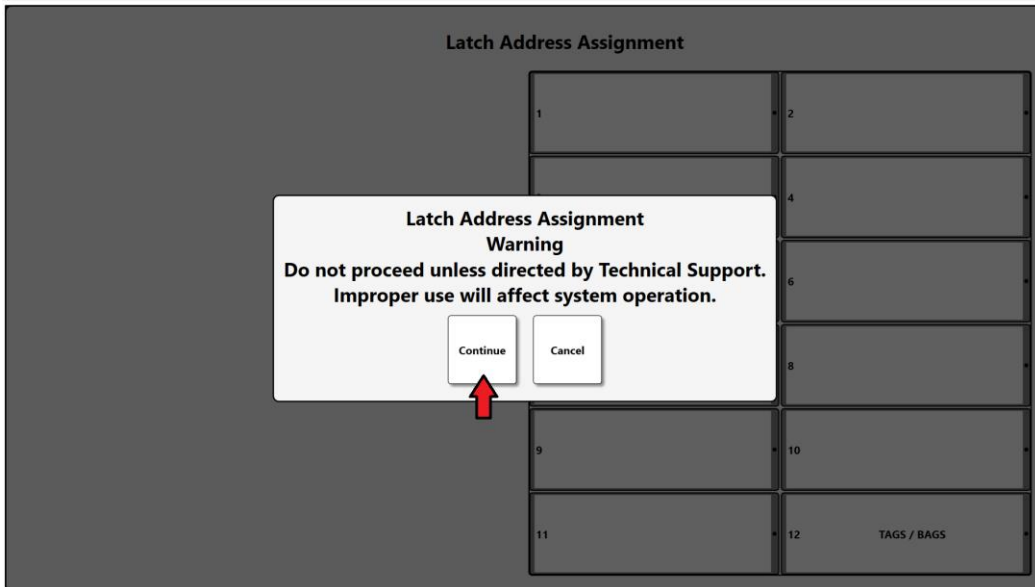 Latch Address Assignment
1
2
4
Latch Address Assignment
Warning
Do not proceed unless directed by Technical Support.
Improper use will affect system operation.
6
Continue
Cancel
8
9
10
11
12
TAGS / BAGS